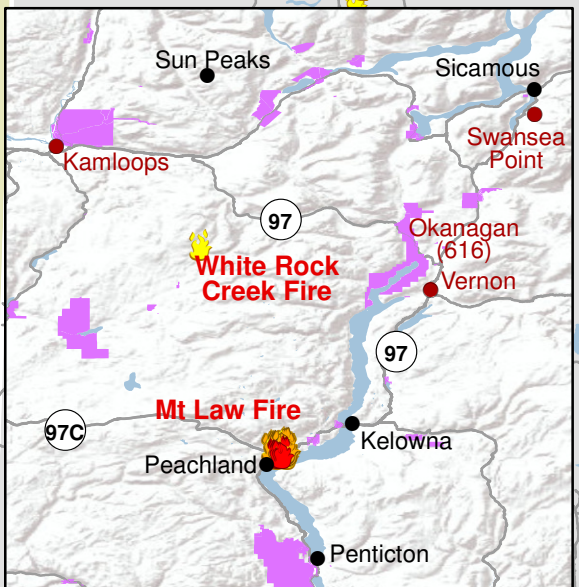 Sun Peaks
Sicamous
Swansea
Point
Kamloops
97
Okanagan
(616)
White Rock
Creek Fire
Vernon
97
Mt Law Fire
97C
Kelowna
Peachland
Penticton